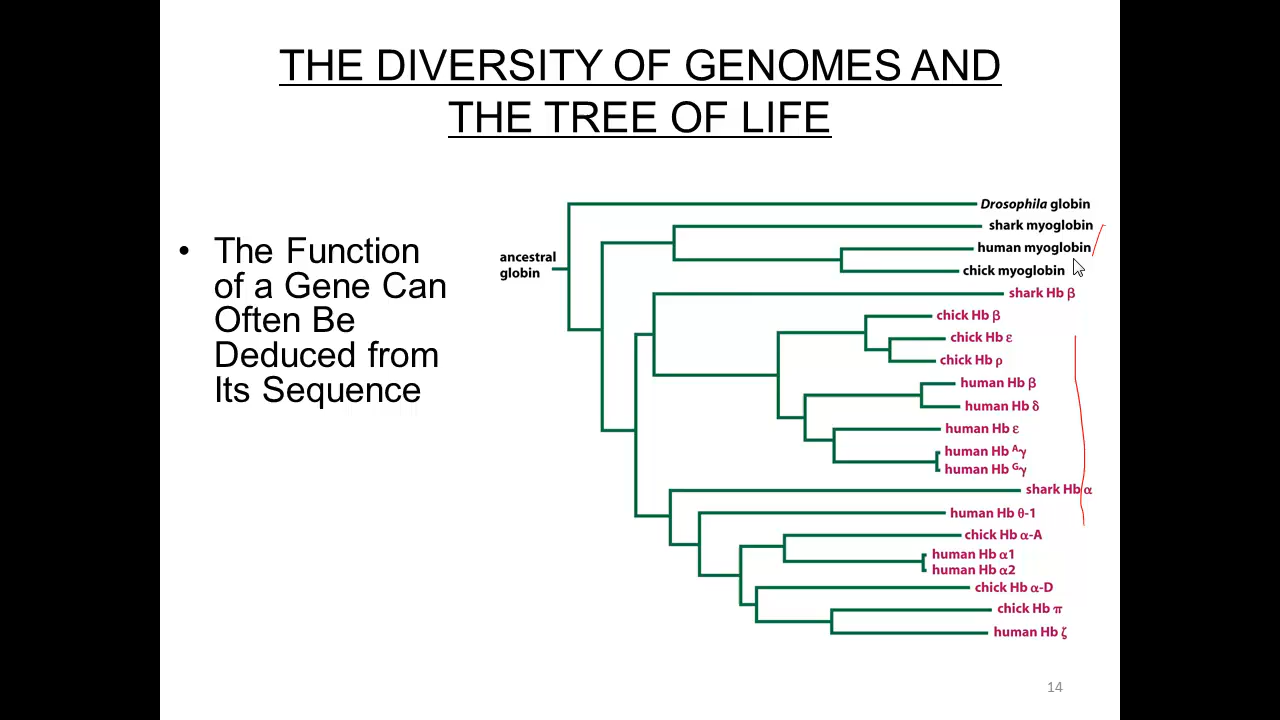 THE DIVERSITY OF GENOMES AND
THE TREE OF LIFE
• The Function
of a Gene Can
Often Be
Deduced from
Its Sequence
ancestral
globin
Drosophila globin
shark myoglobin
human myoglobin
chick myoglobin
shark Hb β
chick Hb β
chick Hb ε
chick Hb ρ
human Hb β
human Hb δ
human Hb ε
human Hb ᴬγ
human Hb ᴳγ
shark Hb α
human Hb θ-1
chick Hb α-A
human Hb α1
human Hb α2
chick Hb α-D
chick Hb π
human Hb ζ
14